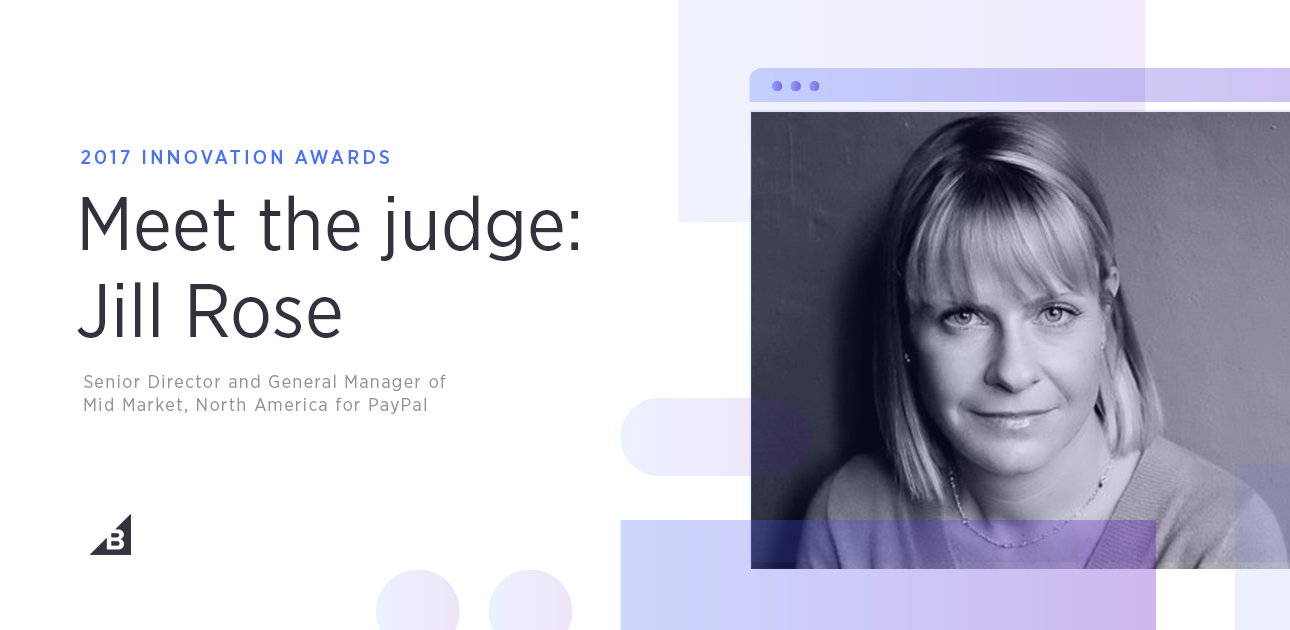 2017 INNOVATION AWARDS
Meet the judge:
Jill Rose
Senior Director and General Manager of
Mid Market, North America for PayPal
B